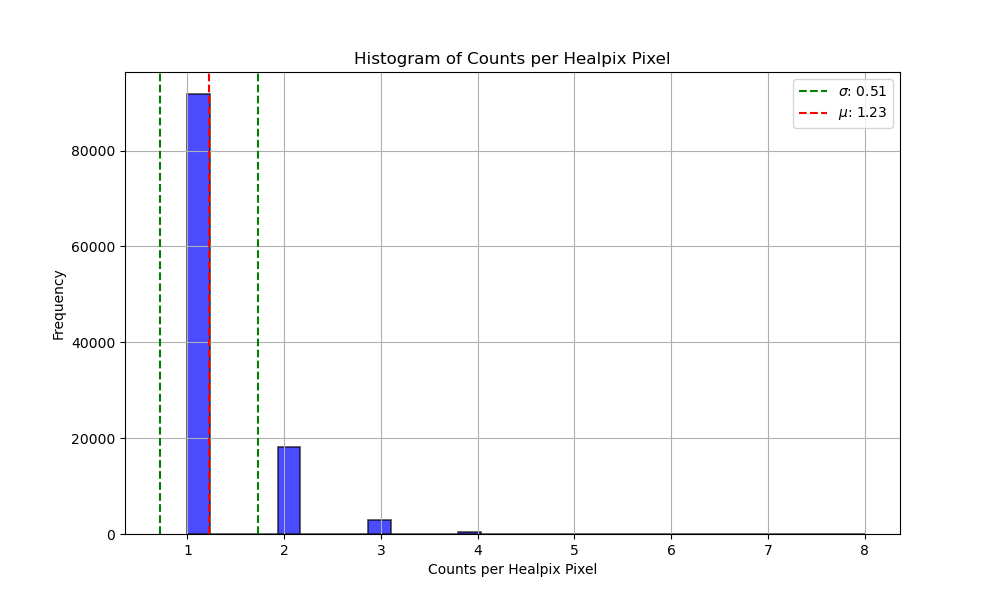 Histogram of Counts per Healpix Pixel
σ: 0.51
μ: 1.23
80000
60000
40000
20000
0
Frequency
1 2 3 4 5 6 7 8
Counts per Healpix Pixel